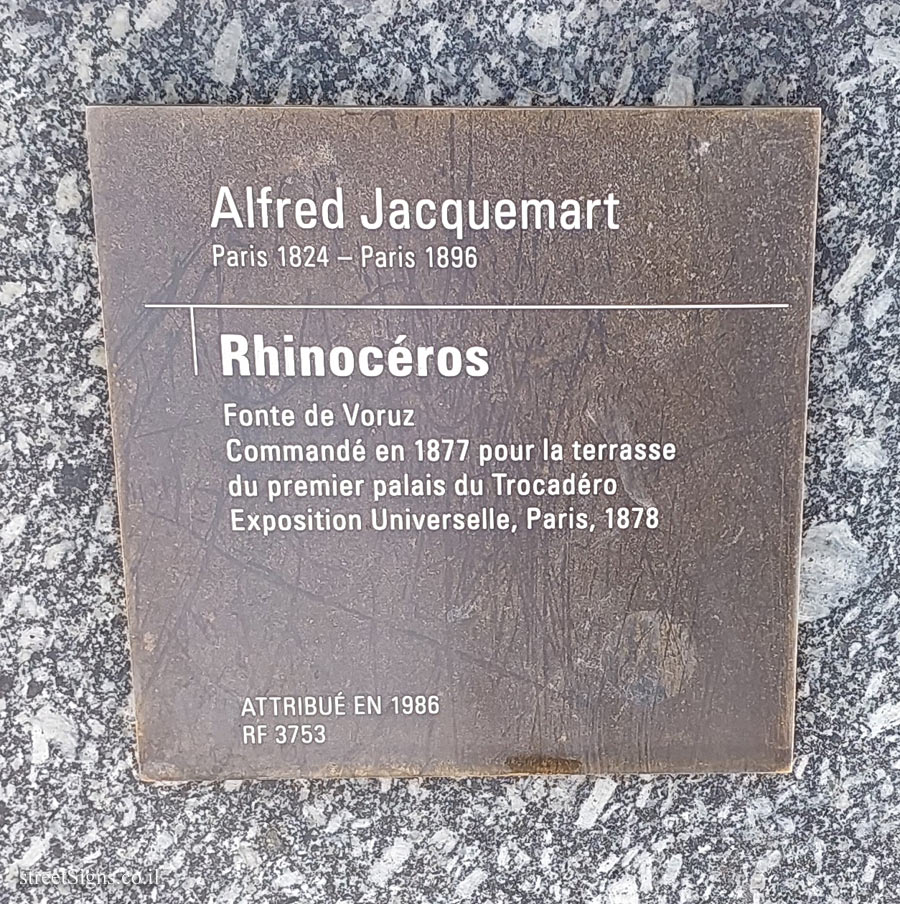 Alfred Jacquemart
Paris 1824 – Paris 1896
Rhinocéros
Fonte de Voruz
Commandé en 1877 pour la terrasse
du premier palais du Trocadéro
Exposition Universelle, Paris, 1878
ATTRIBUÉ EN 1986
RF 3753
streetSigns.co.il